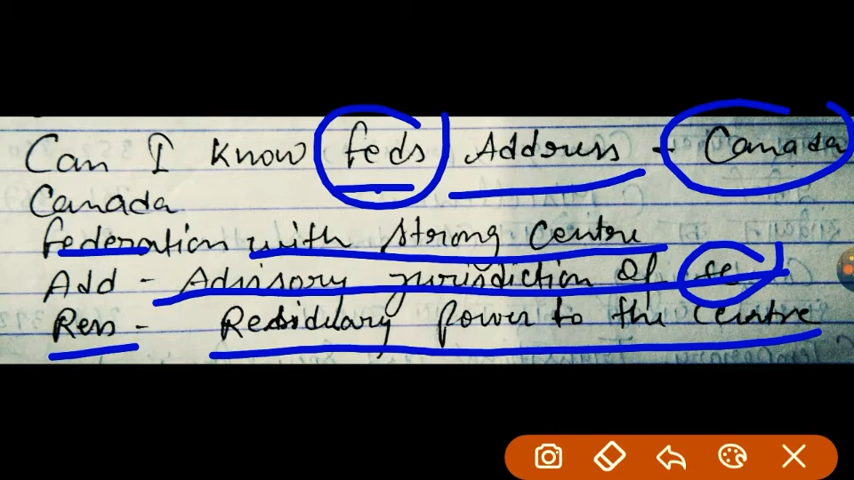 Can I know feds Address - Canada
Canada
Federation with strong Centre
Add - Advisory jurisdiction of sc
Res - Residuary power to the centre